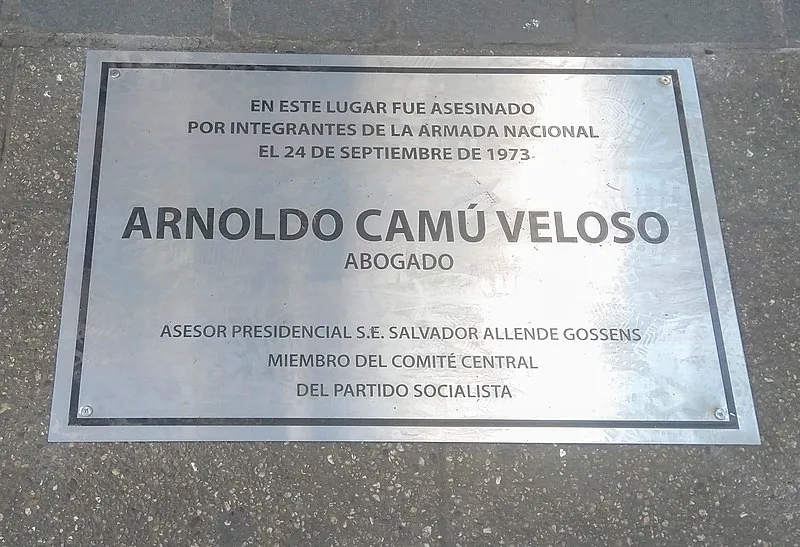 EN ESTE LUGAR FUE ASESINADO
POR INTEGRANTES DE LA ARMADA NACIONAL
EL 24 DE SEPTIEMBRE DE 1973
ARNOLDO CAMÚ VELOSO
ABOGADO
ASESOR PRESIDENCIAL S.E. SALVADOR ALLENDE GOSSENS
MIEMBRO DEL COMITÉ CENTRAL
DEL PARTIDO SOCIALISTA